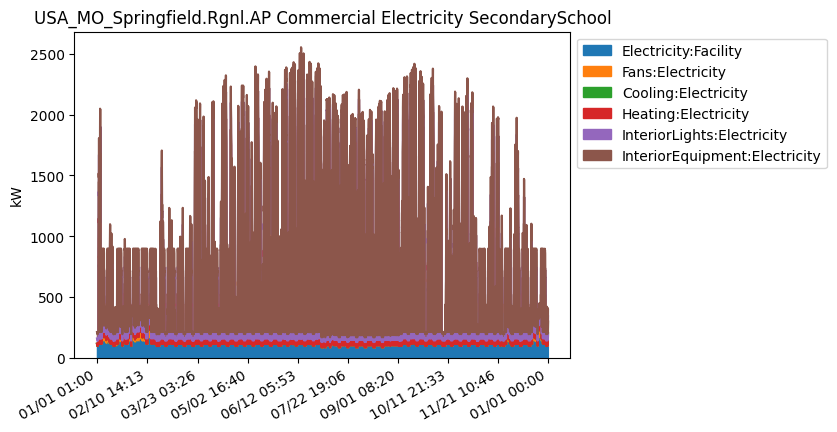 USA_MO_Springfield.Rgnl.AP Commercial Electricity SecondarySchool
kW
2500
2000
1500
1000
500
0
01/01 01:00
02/10 14:13
03/23 03:26
05/02 16:40
06/12 05:53
07/22 19:06
09/01 08:20
10/11 21:33
11/21 10:46
01/01 00:00
Electricity:Facility
Fans:Electricity
Cooling:Electricity
Heating:Electricity
InteriorLights:Electricity
InteriorEquipment:Electricity